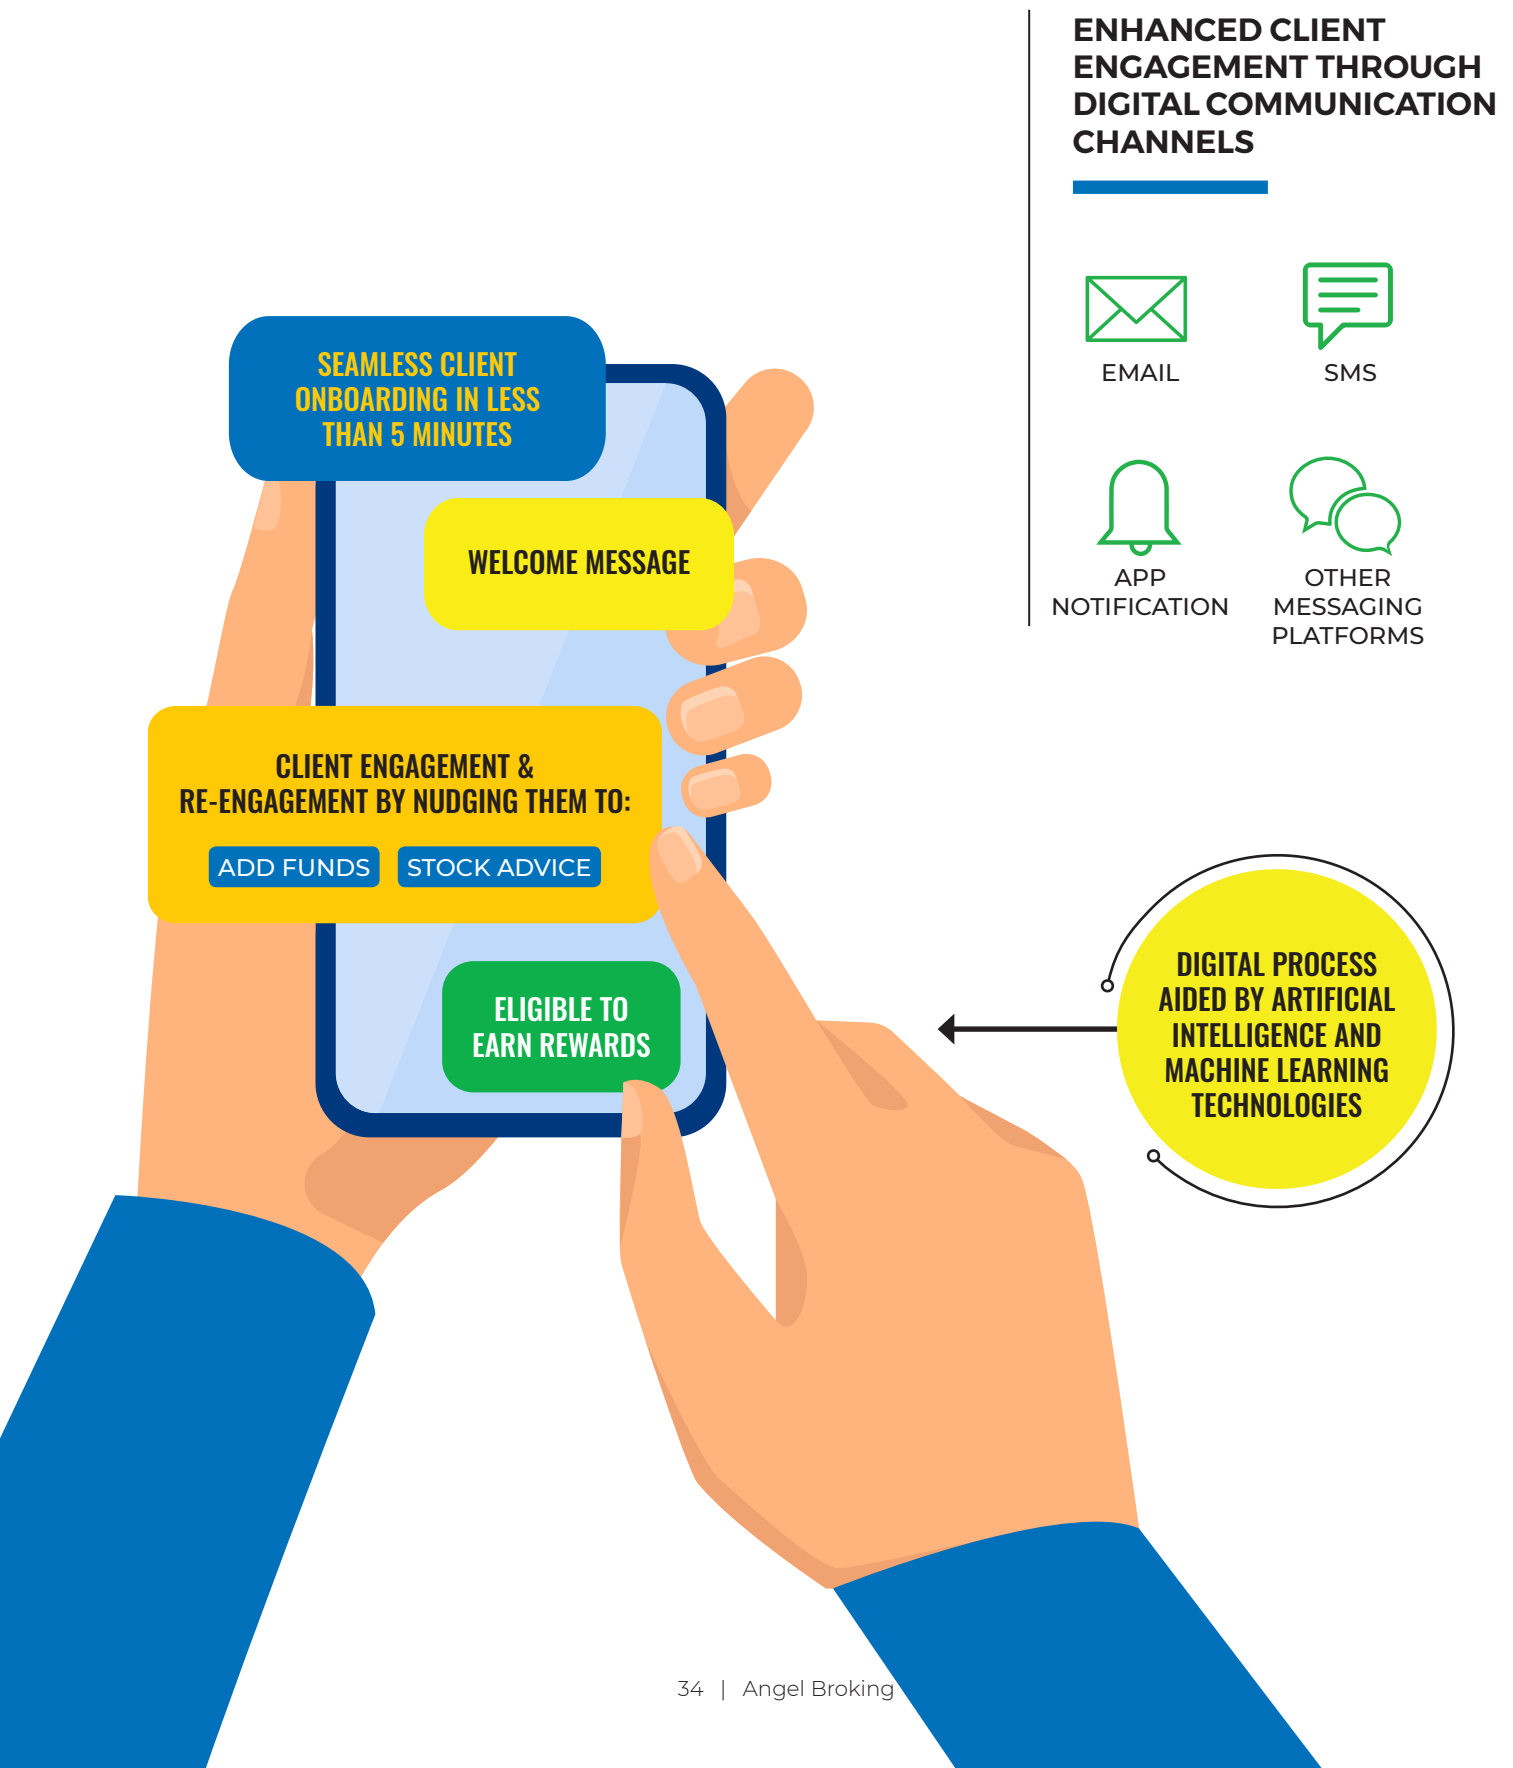 ENHANCED CLIENT
ENGAGEMENT THROUGH
DIGITAL COMMUNICATION
CHANNELS
EMAIL
SMS
APP
NOTIFICATION
OTHER
MESSAGING
PLATFORMS
SEAMLESS CLIENT
ONBOARDING IN LESS
THAN 5 MINUTES
WELCOME MESSAGE
CLIENT ENGAGEMENT &
RE-ENGAGEMENT BY NUDGING THEM TO:
ADD FUNDS
STOCK ADVICE
ELIGIBLE TO
EARN REWARDS
DIGITAL PROCESS
AIDED BY ARTIFICIAL
INTELLIGENCE AND
MACHINE LEARNING
TECHNOLOGIES
34 | Angel Broking